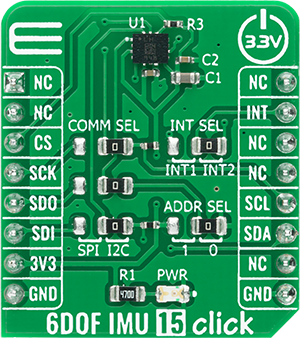 U1
R3
3.3V
C2
C1
NC
NC
COMM SEL
INT SEL
NC
INT
CS
NC
SCK
INT1 INT2
NC
SDO
ADDR SEL
SCL
SDI
SPI I2C
1 0
SDA
3V3
R1
PWR
NC
GND
4700
GND
6DOF IMU 15 click